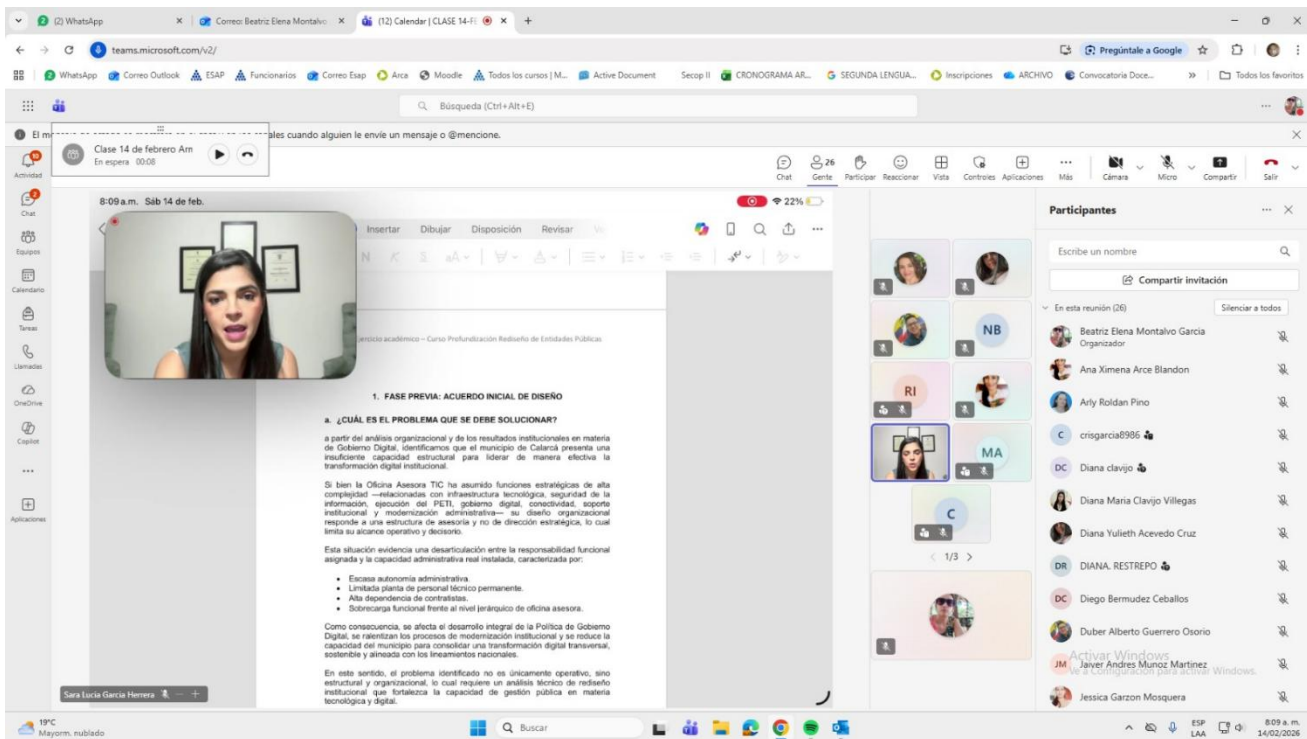 (2) WhatsApp
Correo: Beatriz Elena Montalvo
(12) Calendar | CLASE 14-FE
teams.microsoft.com/v2/
Pregúntale a Google
WhatsApp
Correo Outlook
ESAP
Funcionarios
Correo Esap
Arca
Moodle
Todos los cursos | M...
Active Document
Secop II
CRONOGRAMA AR...
SEGUNDA LENGUA...
Inscripciones
ARCHIVO
Convocatoria Doce...
Todos los favoritos
Búsqueda (Ctrl+Alt+E)
El m
ales cuando alguien le envíe un mensaje o @mencione.
Clase 14 de febrero Arn
En espera 00:08
Chat
26
Gente
Participar
Reaccionar
Vista
Controles
Aplicaciones
Más
Cámara
Micro
Compartir
Salir
Actividad
Chat
Equipos
Calendario
Tareas
Llamadas
OneDrive
Copilot
Aplicaciones
8:09 a.m. Sáb 14 de feb.
22%
Insertar Dibujar Disposición Revisar
N K S aA
ejercicio académico – Curso Profundización Rediseño de Entidades Públicas
1. FASE PREVIA: ACUERDO INICIAL DE DISEÑO
a. ¿CUÁL ES EL PROBLEMA QUE SE DEBE SOLUCIONAR?
a partir del análisis organizacional y de los resultados institucionales en materia
de Gobierno Digital, identificamos que el municipio de Calarcá presenta una
insuficiente capacidad estructural para liderar de manera efectiva la
transformación digital institucional.
Si bien la Oficina Asesora TIC ha asumido funciones estratégicas de alta
complejidad —relacionadas con infraestructura tecnológica, seguridad de la
información, ejecución del PETI, gobierno digital, conectividad, soporte
institucional y modernización administrativa— su diseño organizacional
responde a una estructura de asesoría y no de dirección estratégica, lo cual
limita su alcance operativo y decisorio.
Esta situación evidencia una desarticulación entre la responsabilidad funcional
asignada y la capacidad administrativa real instalada, caracterizada por:
• Escasa autonomía administrativa.
• Limitada planta de personal técnico permanente.
• Alta dependencia de contratistas.
• Sobrecarga funcional frente al nivel jerárquico de oficina asesora.
Como consecuencia, se afecta el desarrollo integral de la Política de Gobierno
Digital, se ralentizan los procesos de modernización institucional y se reduce la
capacidad del municipio para consolidar una transformación digital transversal,
sostenible y alineada con los lineamientos nacionales.
En este sentido, el problema identificado no es únicamente operativo, sino
estructural y organizacional, lo cual requiere un análisis técnico de rediseño
institucional que fortalezca la capacidad de gestión pública en materia
tecnológica y digital.
Sara Lucia Garcia Herrera
NB
RI
MA
C
1/3
Participantes
Escribe un nombre
Compartir invitación
En esta reunión (26)
Silenciar a todos
Beatriz Elena Montalvo Garcia
Organizador
Ana Ximena Arce Blandon
Arly Roldan Pino
C crisgarcia8986
DC Diana clavijo
Diana Maria Clavijo Villegas
Diana Yulieth Acevedo Cruz
DR DIANA. RESTREPO
DC Diego Bermudez Ceballos
Duber Alberto Guerrero Osorio
JM Jaiver Andres Munoz Martinez
Jessica Garzon Mosquera
Activar Windows
Ve a Configuración para activar Windows.
19°C
Mayorm. nublado
Buscar
ESP
LAA
8:09 a. m.
14/02/2026